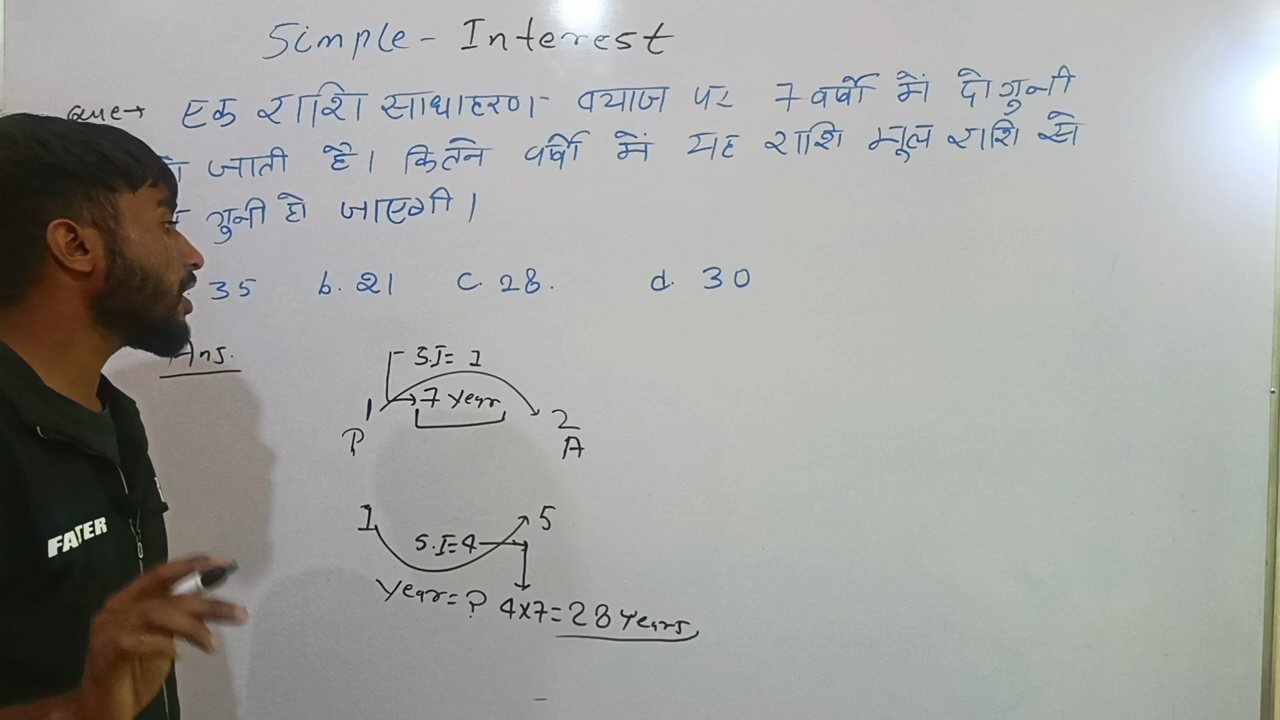 Simple - Interest
Que→ एक राशि साधाहरण ब्याज पर 7 वर्षो में दो गुनी
जाती है। कितने वर्षो में यह राशि मूल राशि से
गुनी हो जाएगी।
35 b. 21 c. 28. d. 30
Ans.
S.I= 1
7 year
1 2
P A
1 5
S.I=4
Year=? 4x7=28 Years
FATER